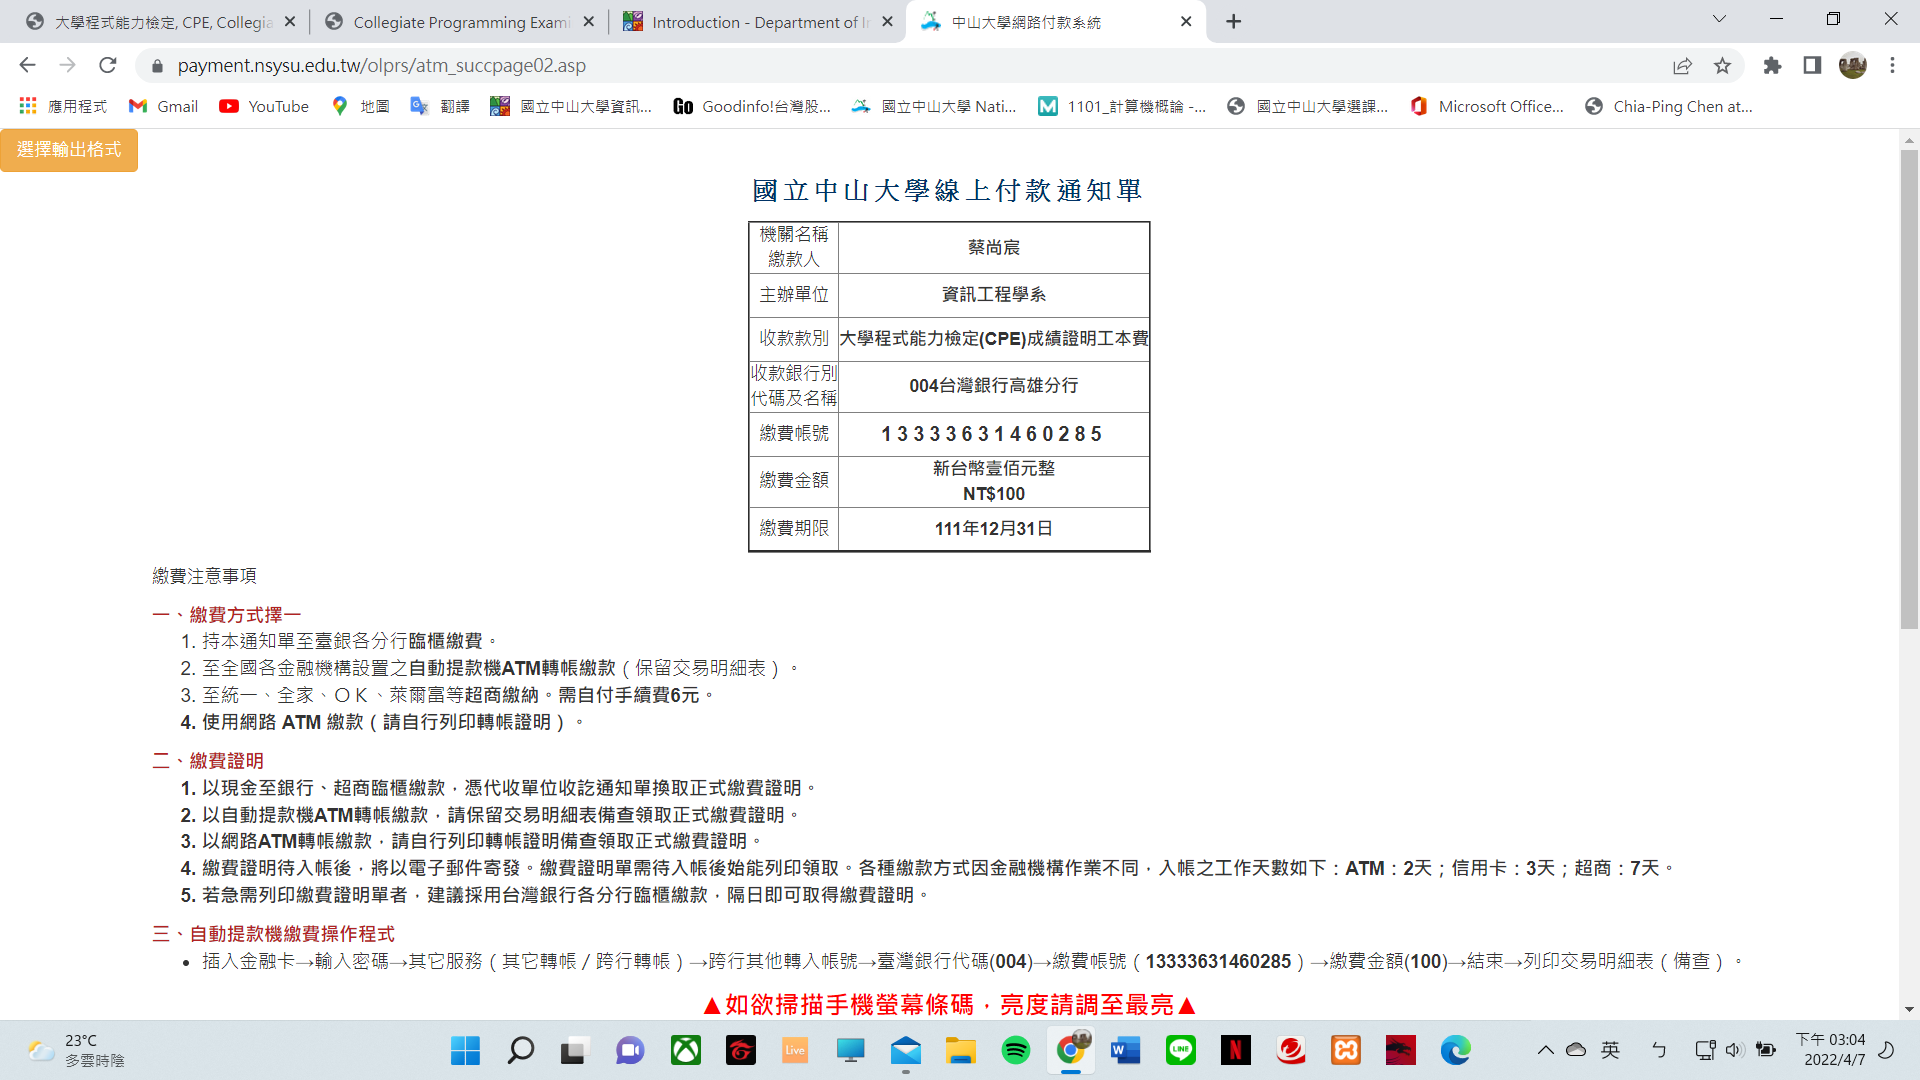 大學程式能力檢定, CPE, Collegia
Collegiate Programming Exami
Introduction - Department of I
中山大學網路付款系統
payment.nsysu.edu.tw/olprs/atm_succpage02.asp
應用程式
Gmail
YouTube
地圖
翻譯
國立中山大學資訊...
Goodinfo!台灣股...
國立中山大學 Nati...
1101_計算機概論 -...
國立中山大學選課...
Microsoft Office...
Chia-Ping Chen at...
選擇輸出格式
國立中山大學線上付款通知單
機關名稱
繳款人
蔡尚宸
主辦單位
資訊工程學系
收款款別
大學程式能力檢定(CPE)成績證明工本費
收款銀行別
代碼及名稱
004台灣銀行高雄分行
繳費帳號
1 3 3 3 3 6 3 1 4 6 0 2 8 5
繳費金額
新台幣壹佰元整
NT$100
繳費期限
111年12月31日
繳費注意事項
一、繳費方式擇一
1. 持本通知單至臺銀各分行臨櫃繳費。
2. 至全國各金融機構設置之自動提款機ATM轉帳繳款（保留交易明細表）。
3. 至統一、全家、ＯＫ、萊爾富等超商繳納。需自付手續費6元。
4. 使用網路 ATM 繳款（請自行列印轉帳證明）。
二、繳費證明
1. 以現金至銀行、超商臨櫃繳款，憑代收單位收訖通知單換取正式繳費證明。
2. 以自動提款機ATM轉帳繳款，請保留交易明細表備查領取正式繳費證明。
3. 以網路ATM轉帳繳款，請自行列印轉帳證明備查領取正式繳費證明。
4. 繳費證明待入帳後，將以電子郵件寄發。繳費證明單需待入帳後始能列印領取。各種繳款方式因金融機構作業不同，入帳之工作天數如下：ATM：2天；信用卡：3天；超商：7天。
5. 若急需列印繳費證明單者，建議採用台灣銀行各分行臨櫃繳款，隔日即可取得繳費證明。
三、自動提款機繳費操作程式
• 插入金融卡→輸入密碼→其它服務（其它轉帳／跨行轉帳）→跨行其他轉入帳號→臺灣銀行代碼(004)→繳費帳號（13333631460285）→繳費金額(100)→結束→列印交易明細表（備查）。
▲如欲掃描手機螢幕條碼，亮度請調至最亮▲
23°C
多雲時陰
Live
W
LINE
N
英
ㄅ
下午 03:04
2022/4/7